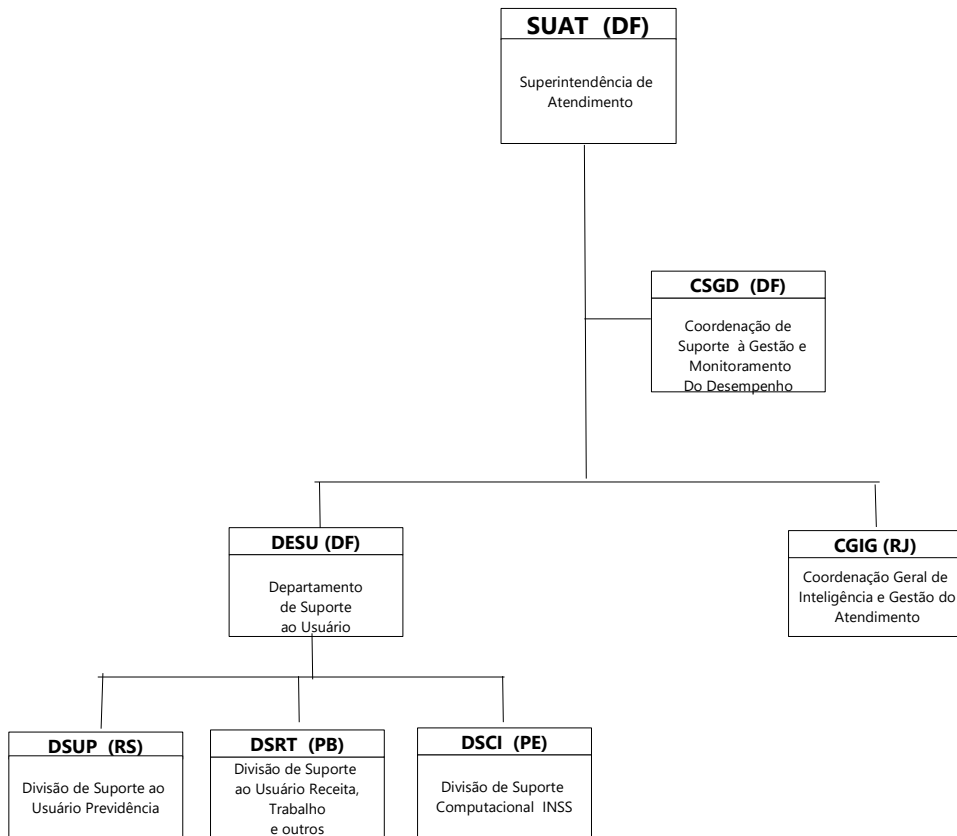 SUAT (DF)
Superintendência de
Atendimento
CSGD (DF)
Coordenação de
Suporte à Gestão e
Monitoramento
Do Desempenho
DESU (DF)
Departamento
de Suporte
ao Usuário
CGIG (RJ)
Coordenação Geral de
Inteligência e Gestão do
Atendimento
DSUP (RS)
Divisão de Suporte ao
Usuário Previdência
DSRT (PB)
Divisão de Suporte
ao Usuário Receita,
Trabalho
e outros
DSCI (PE)
Divisão de Suporte
Computacional INSS